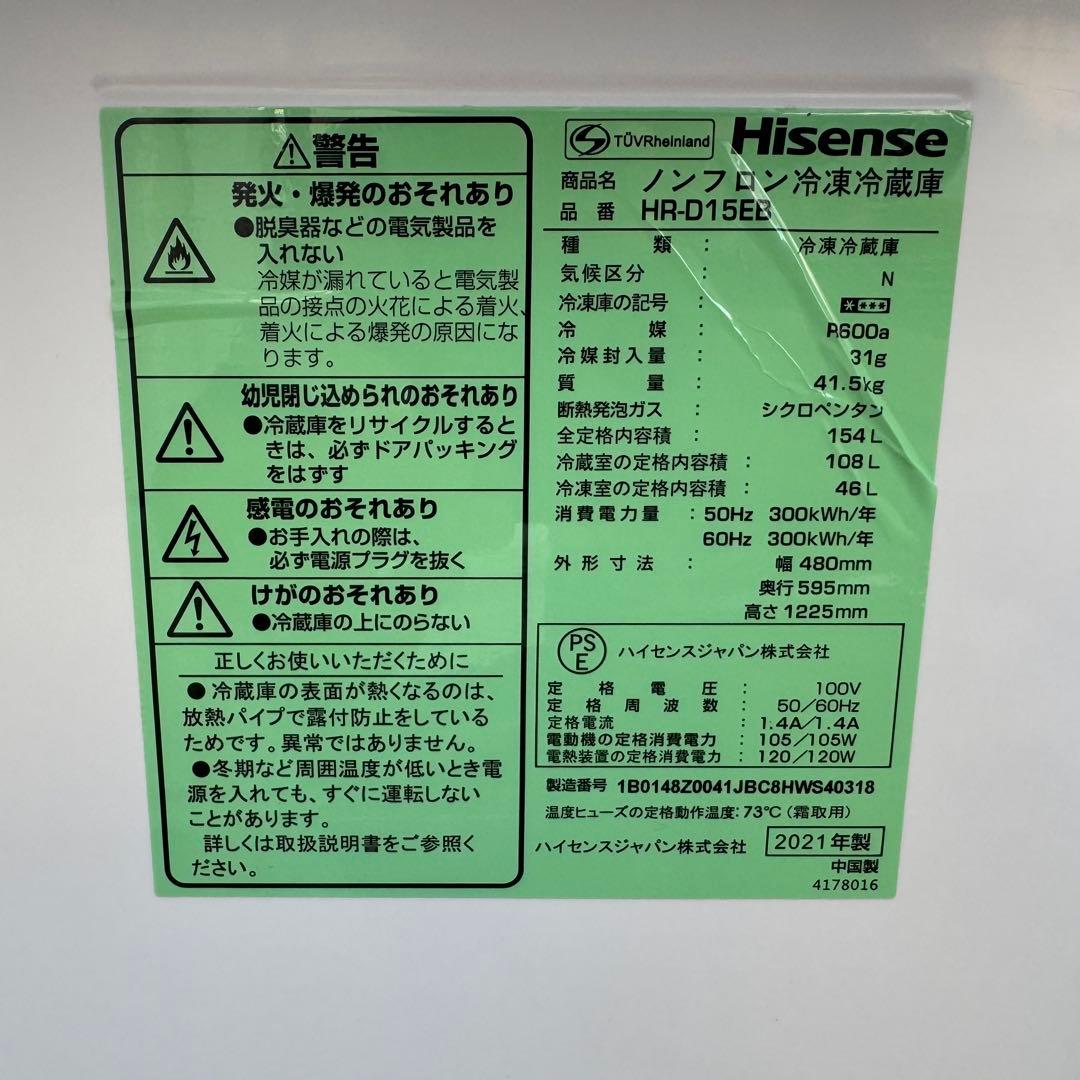 ⚠警告
発火・爆発のおそれあり
●脱臭器などの電気製品を
入れない
冷媒が漏れていると電気製
品の接点の火花による着火、
着火による爆発の原因にな
ります。
幼児閉じ込められのおそれあり
●冷蔵庫をリサイクルすると
きは、必ずドアパッキング
をはずす
感電のおそれあり
●お手入れの際は、
必ず電源プラグを抜く
けがのおそれあり
●冷蔵庫の上にのらない
正しくお使いいただくために
●冷蔵庫の表面が熱くなるのは、
放熱パイプで露付防止をしている
ためです。異常ではありません。
●冬期など周囲温度が低いとき電
源を入れても、すぐに運転しない
ことがあります。
詳しくは取扱説明書をご参照く
ださい。
TÜVRheinland Hisense
商品名 ノンフロン冷凍冷蔵庫
品番 HR-D15EB
種類: 冷凍冷蔵庫
気候区分: N
冷凍庫の記号: ****
冷媒: R600a
冷媒封入量: 31g
質量: 41.5kg
断熱発泡ガス: シクロペンタン
全定格内容積: 154L
冷蔵室の定格内容積: 108L
冷凍室の定格内容積: 46L
消費電力量: 50Hz 300kWh/年
60Hz 300kWh/年
外形寸法: 幅480mm
奥行595mm
高さ1225mm
PSE ハイセンスジャパン株式会社
定格電圧: 100V
定格周波数: 50/60Hz
定格電流: 1.4A/1.4A
電動機の定格消費電力: 105/105W
電熱装置の定格消費電力: 120/120W
製造番号 1B0148Z0041JBC8HWS40318
温度ヒューズの定格動作温度:73℃(霜取用)
ハイセンスジャパン株式会社 2021年製
中国製
4178016